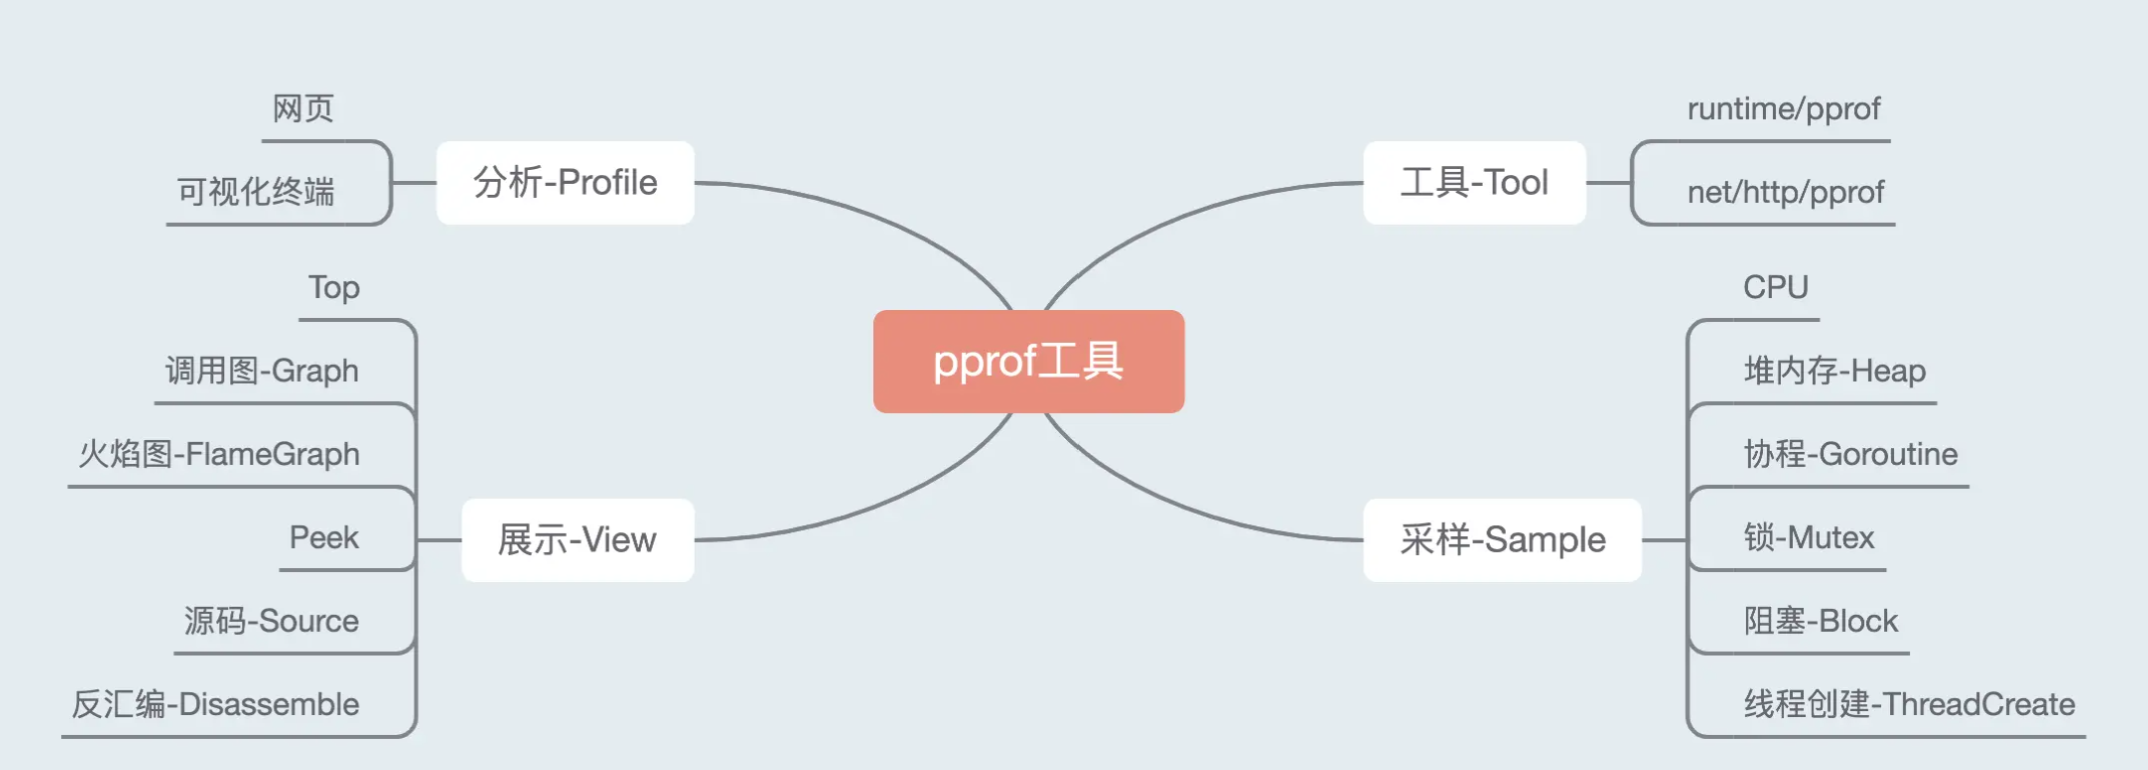 网页
可视化终端
分析-Profile
Top
调用图-Graph
火焰图-FlameGraph
Peek
源码-Source
反汇编-Disassemble
展示-View
pprof工具
工具-Tool
runtime/pprof
net/http/pprof
采样-Sample
CPU
堆内存-Heap
协程-Goroutine
锁-Mutex
阻塞-Block
线程创建-ThreadCreate